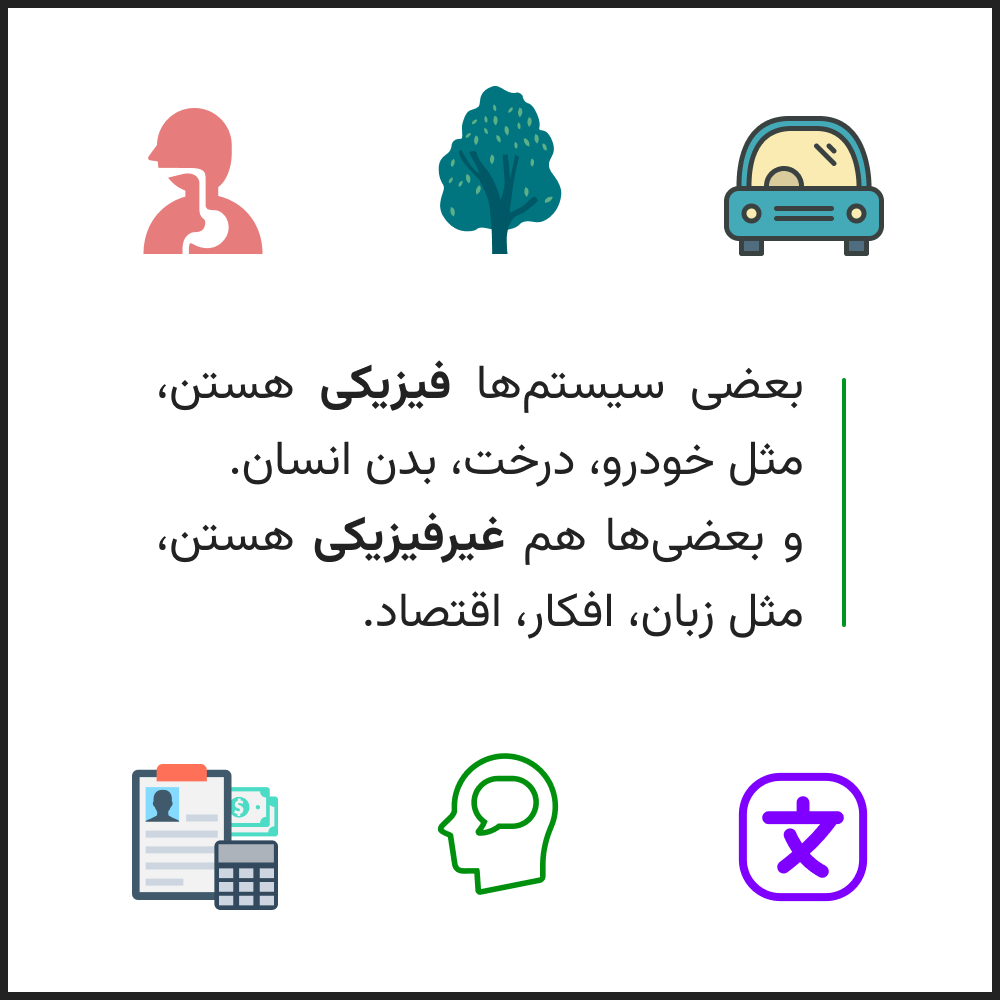 بعضی سیستم‌ها فیزیکی هستن،
مثل خودرو، درخت، بدن انسان.
و بعضی‌ها هم غیرفیزیکی هستن،
مثل زبان، افکار، اقتصاد.
$
文